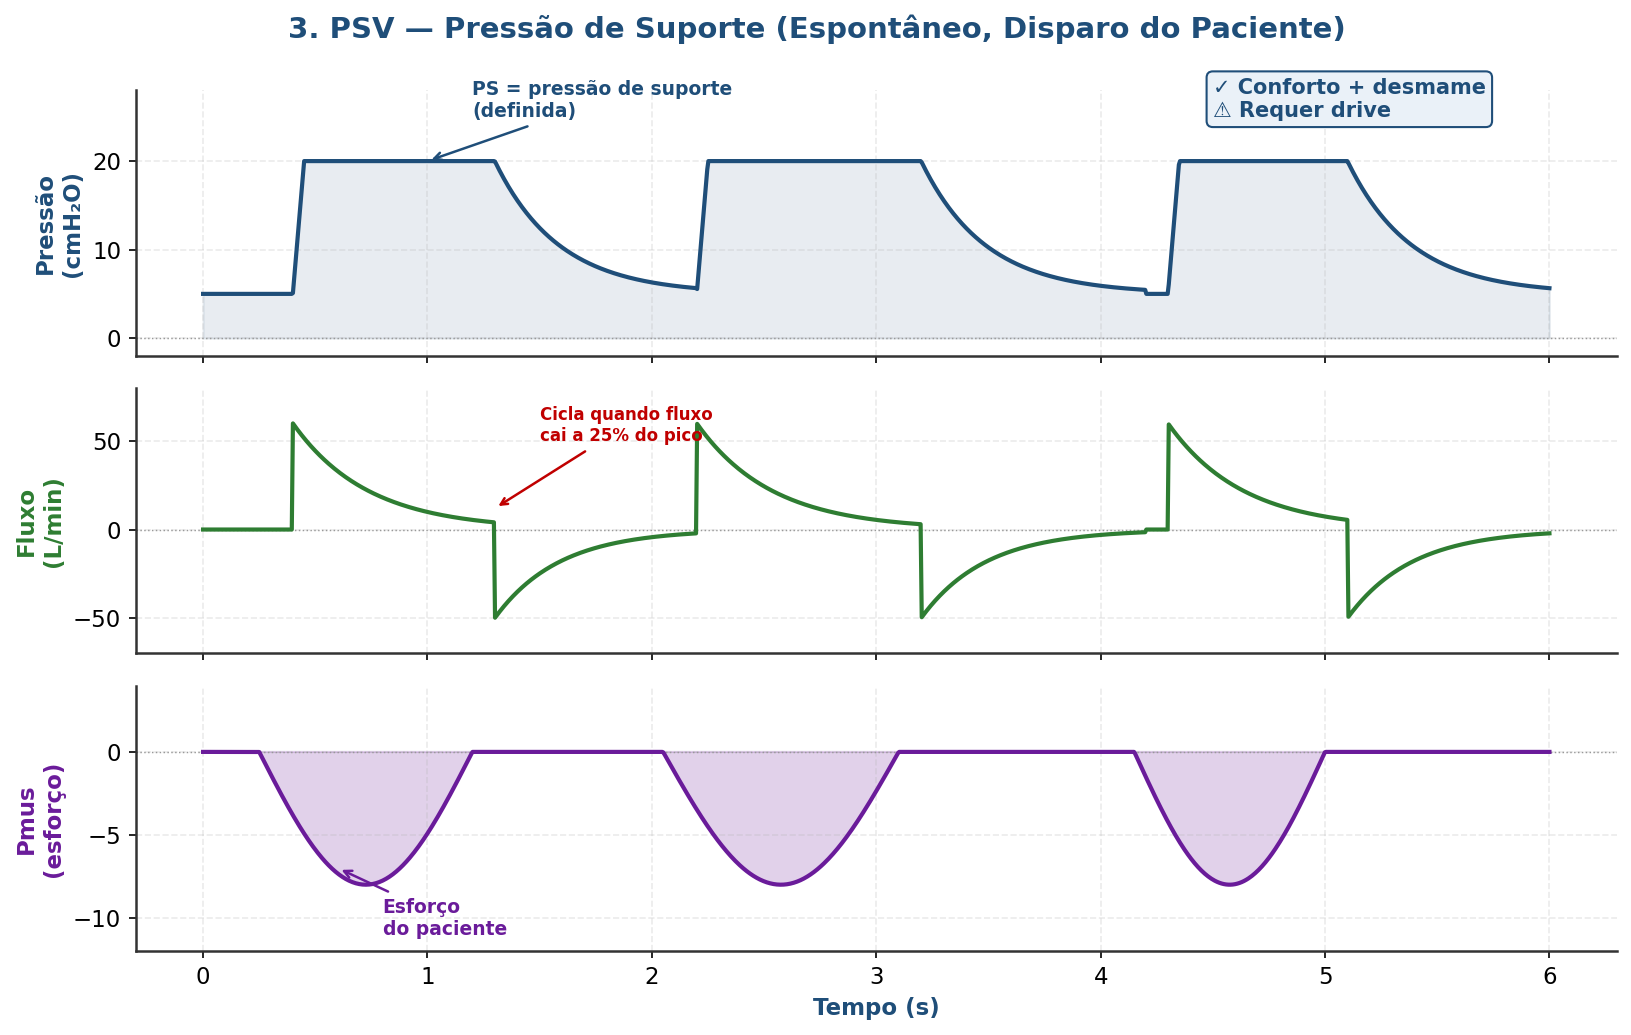 3. PSV — Pressão de Suporte (Espontâneo, Disparo do Paciente)
PS = pressão de suporte
(definida)
✓ Conforto + desmame
⚠ Requer drive
Pressão
(cmH₂O)
20
10
0
Cicla quando fluxo
cai a 25% do pico
Fluxo
(L/min)
50
0
−50
Pmus
(esforço)
0
−5
−10
Esforço
do paciente
0 1 2 3 4 5 6
Tempo (s)